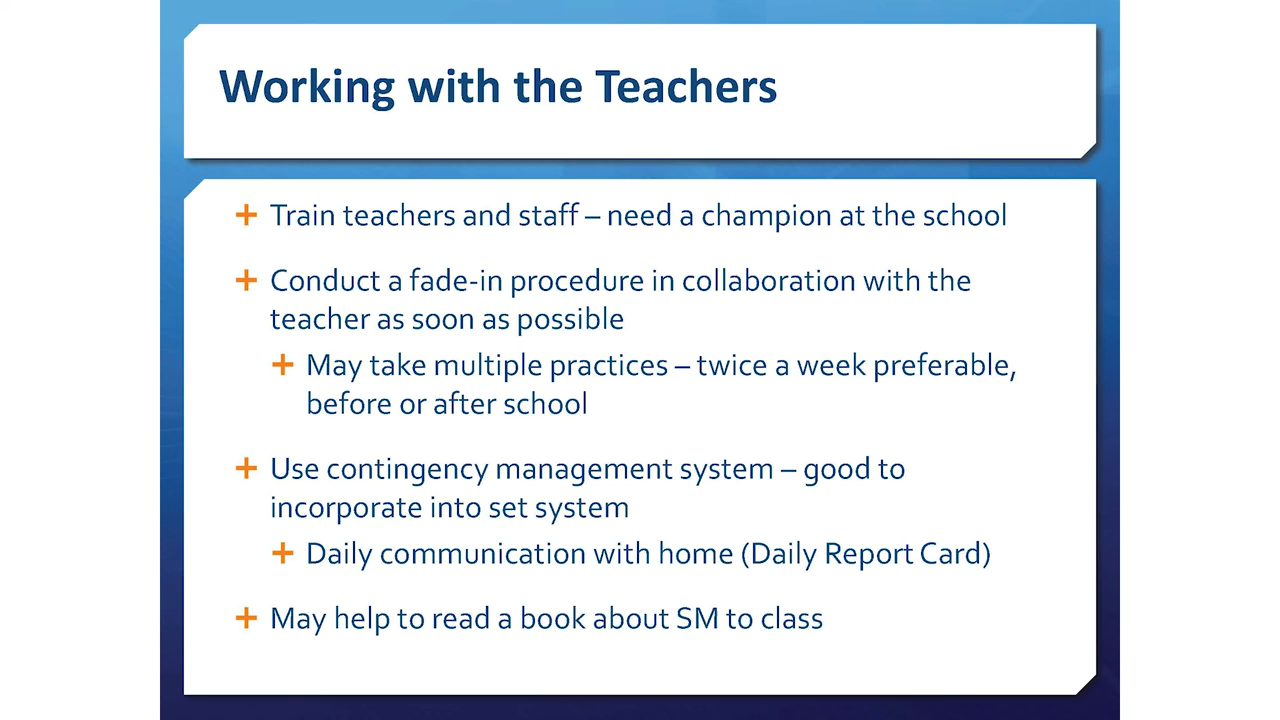 Working with the Teachers
Train teachers and staff – need a champion at the school
Conduct a fade-in procedure in collaboration with the
teacher as soon as possible
May take multiple practices – twice a week preferable,
before or after school
Use contingency management system – good to
incorporate into set system
Daily communication with home (Daily Report Card)
May help to read a book about SM to class